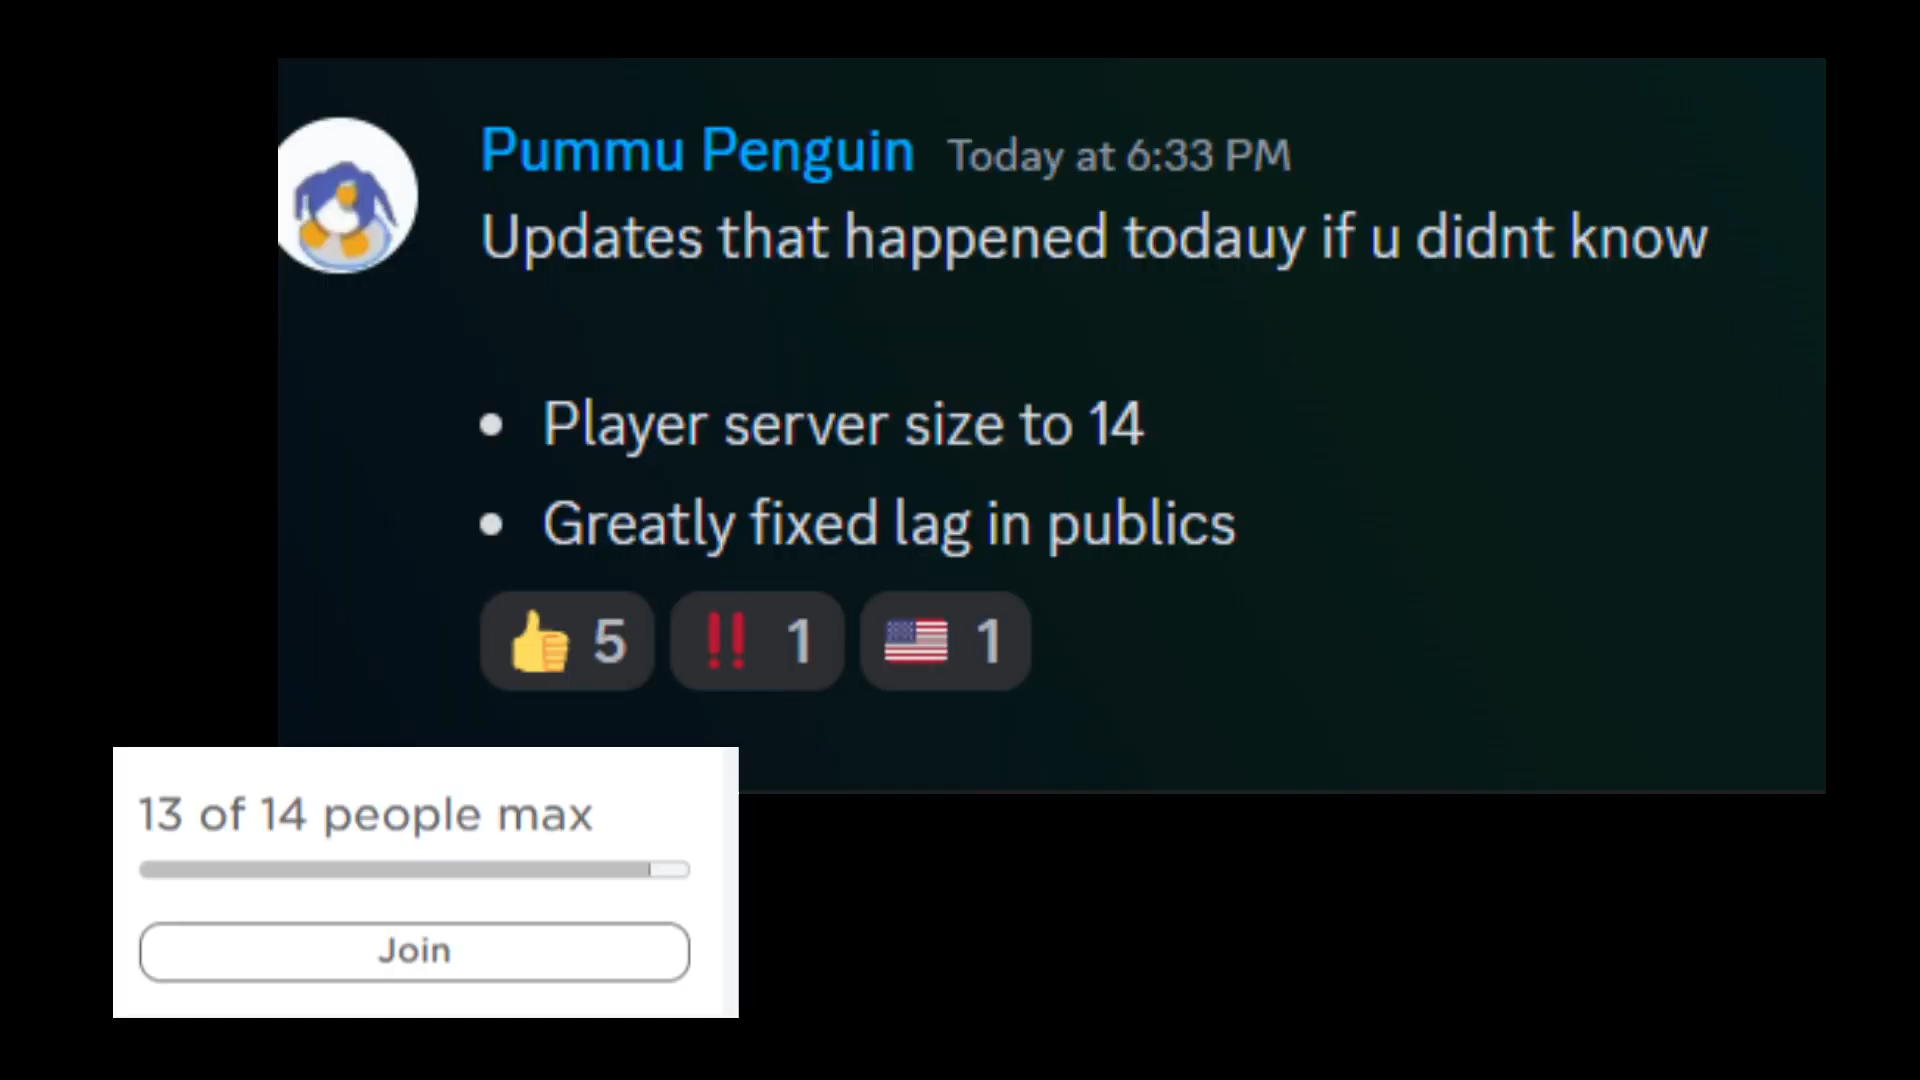 Pummu Penguin Today at 6:33 PM
Updates that happened todauy if u didnt know
• Player server size to 14
• Greatly fixed lag in publics
👍 5 ‼ 1 🇺🇸 1
13 of 14 people max
Join